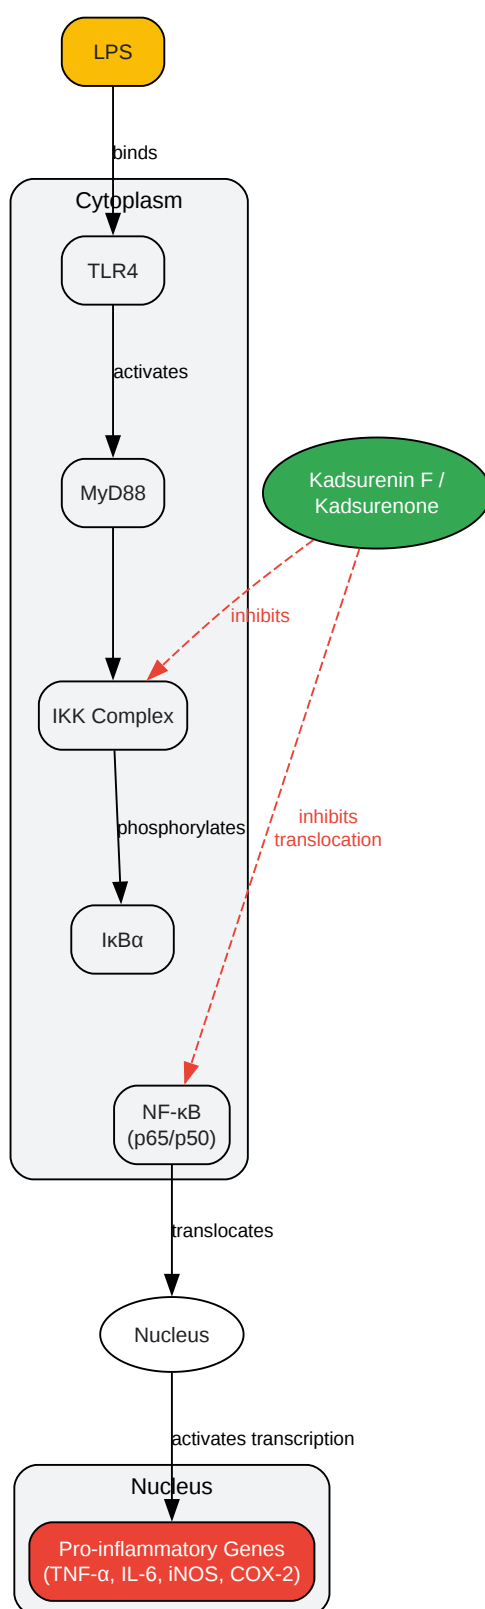 LPS
binds
Cytoplasm
TLR4
activates
MyD88
Kadsurenin F /
Kadsurenone
inhibits
IKK Complex
phosphorylates
inhibits
translocation
IκBα
NF-κB
(p65/p50)
translocates
Nucleus
activates transcription
Nucleus
Pro-inflammatory Genes
(TNF-α, IL-6, iNOS, COX-2)